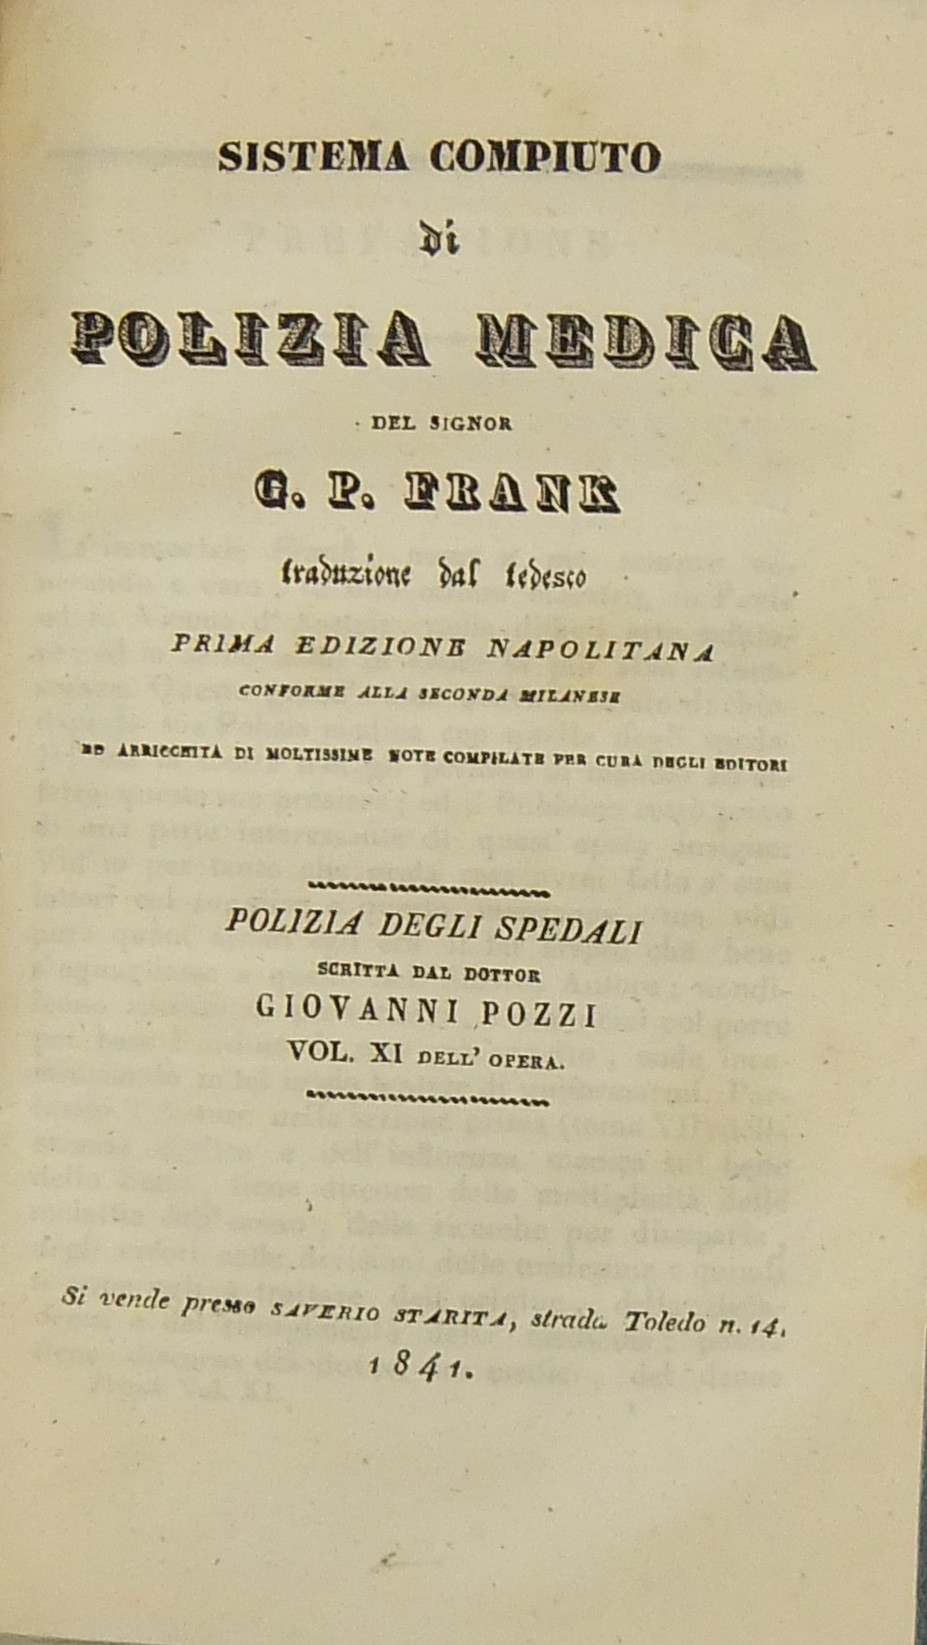 SISTEMA COMPIUTO
di
POLIZIA MEDICA
DEL SIGNOR
G. P. FRANK
traduzione dal tedesco
PRIMA EDIZIONE NAPOLITANA
CONFORME ALLA SECONDA MILANESE
ED ARRICCHITA DI MOLTISSIME NOTE COMPILATE PER CURA DEGLI EDITORI
POLIZIA DEGLI SPEDALI
SCRITTA DAL DOTTOR
GIOVANNI POZZI
VOL. XI DELL' OPERA.
Si vende presso SAVERIO STARITA, strada Toledo n. 14.
1841.